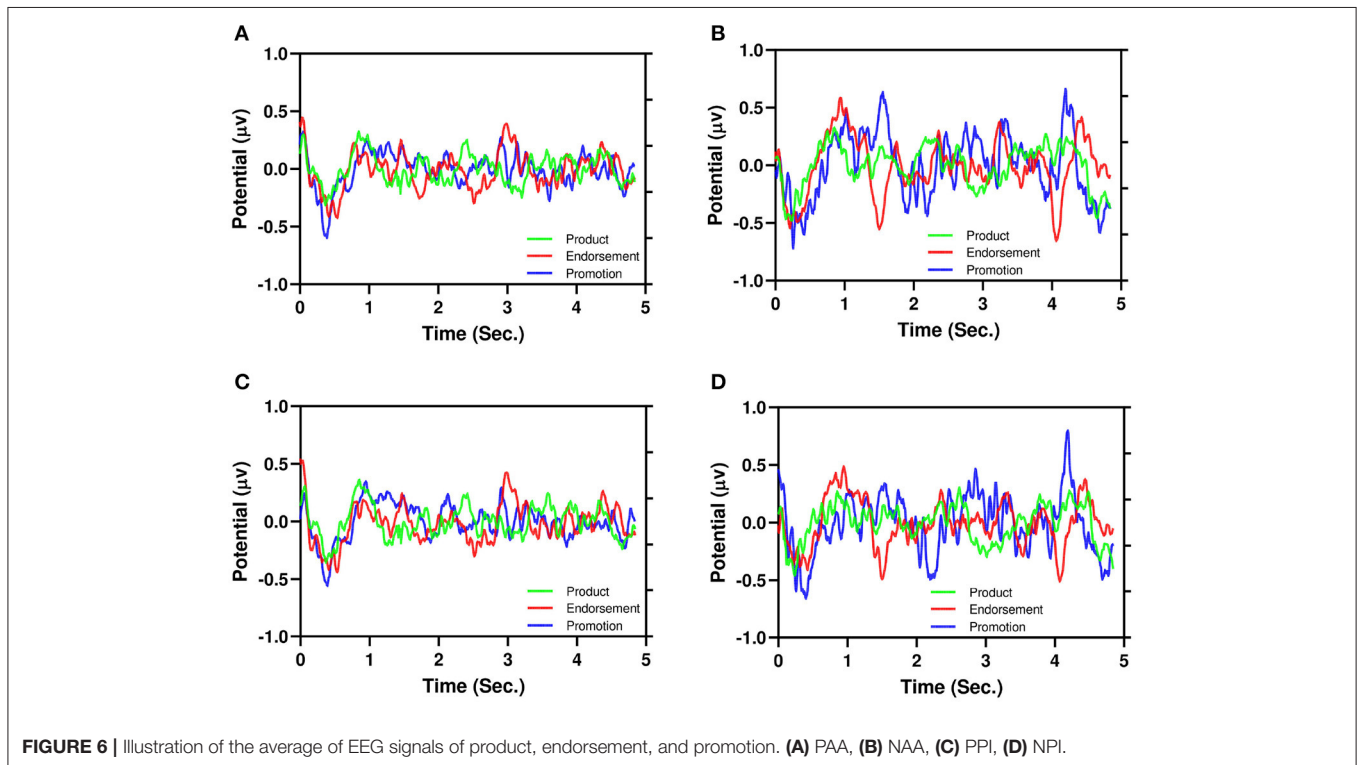 A
1.0
0.5
0.0
-0.5
-1.0
Potential (μv)
Product
Endorsement
Promotion
0 1 2 3 4 5
Time (Sec.)
B
1.0
0.5
0.0
-0.5
-1.0
Potential (μv)
Product
Endorsement
Promotion
0 1 2 3 4 5
Time (Sec.)
C
1.0
0.5
0.0
-0.5
-1.0
Potential (μv)
Product
Endorsement
Promotion
0 1 2 3 4 5
Time (Sec.)
D
1.0
0.5
0.0
-0.5
-1.0
Potential (μv)
Product
Endorsement
Promotion
0 1 2 3 4 5
Time (Sec.)
FIGURE 6 | Illustration of the average of EEG signals of product, endorsement, and promotion. (A) PAA, (B) NAA, (C) PPI, (D) NPI.